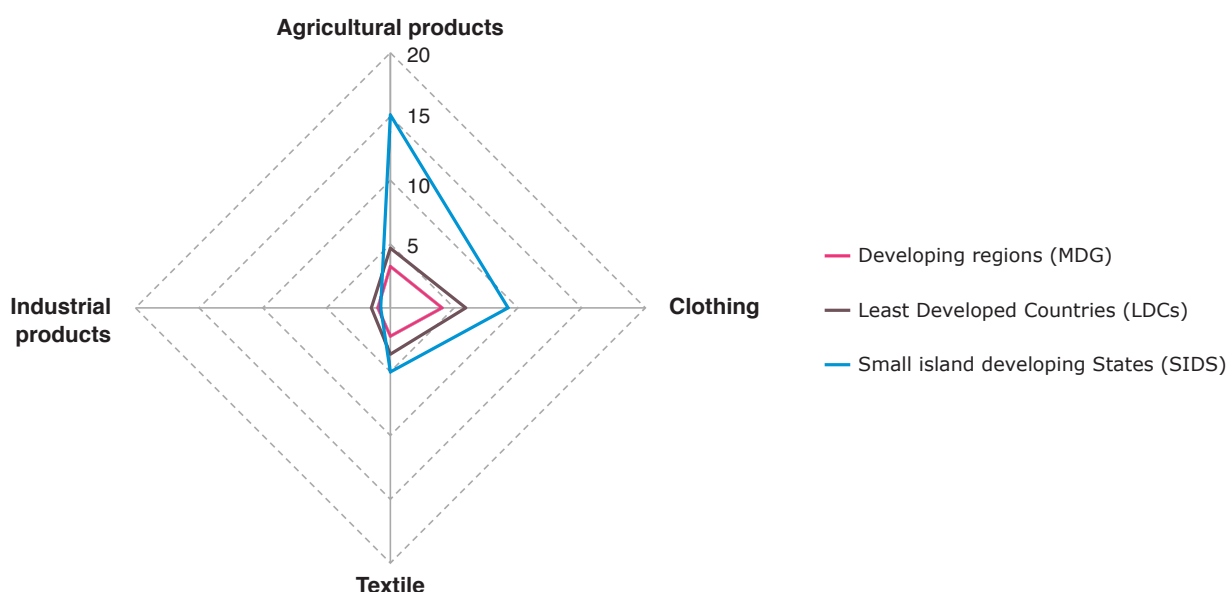 Agricultural products
20
15
10
5
Industrial
products
Clothing
Textile
Developing regions (MDG)
Least Developed Countries (LDCs)
Small island developing States (SIDS)